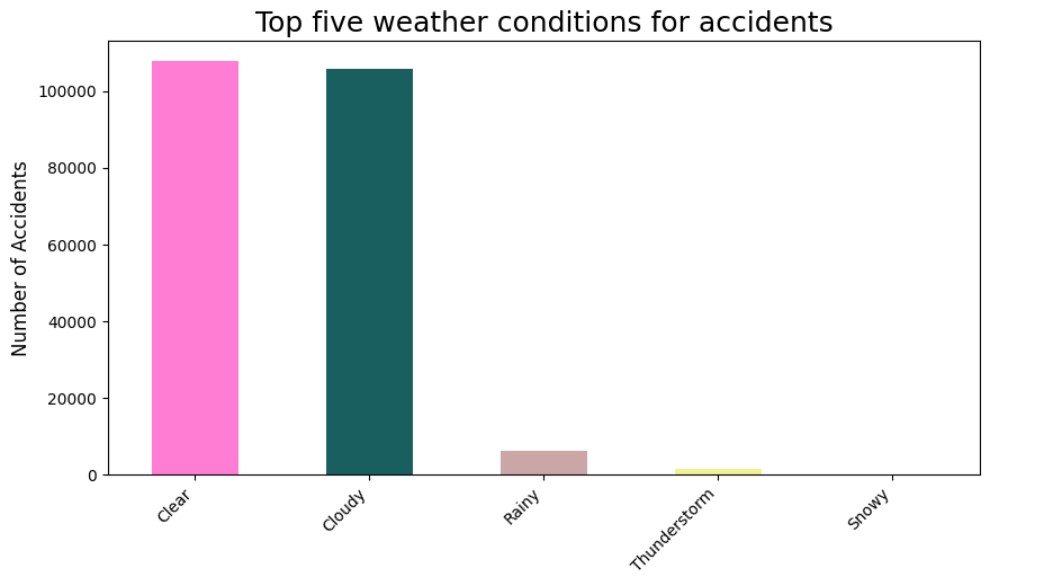 Top five weather conditions for accidents
Number of Accidents
100000
80000
60000
40000
20000
0
Clear
Cloudy
Rainy
Thunderstorm
Snowy